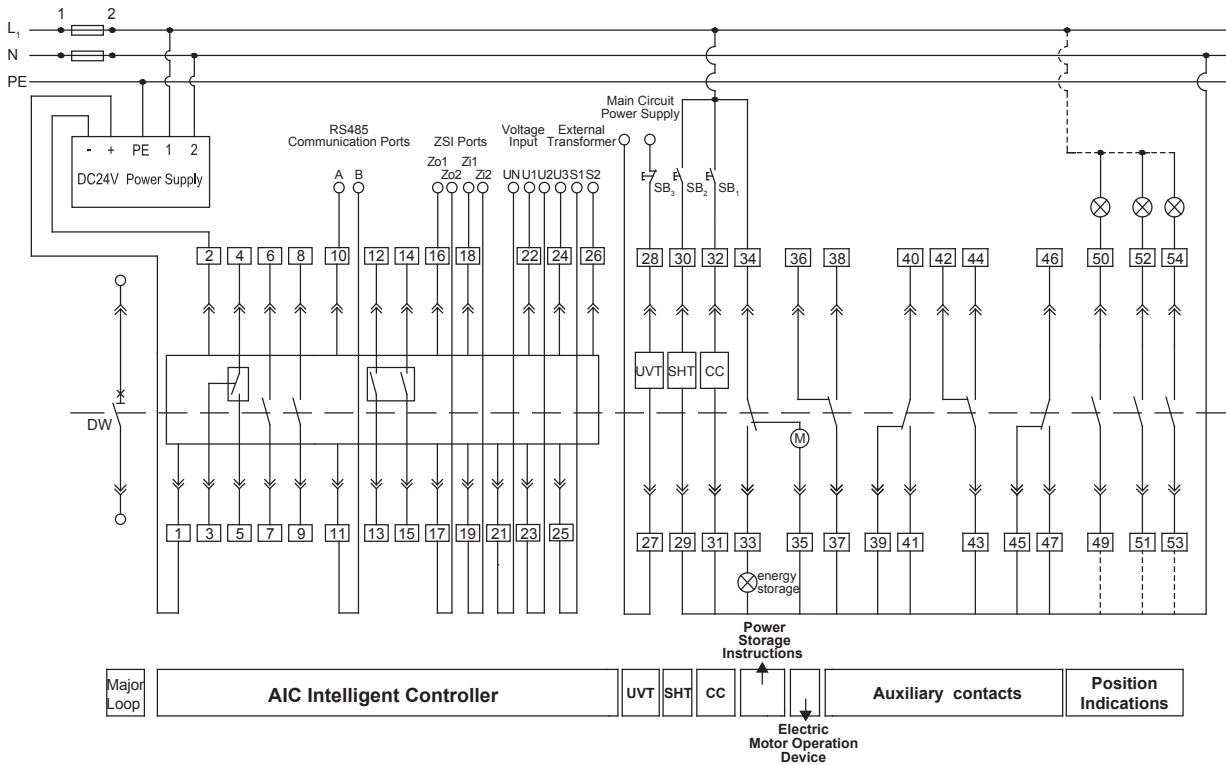 1 2
L1
N
PE
- + PE 1 2
DC24V Power Supply
RS485
Communication Ports
A B
ZSI Ports
Zo1 Zi1
Zo2 Zi2
Voltage
Input
External
Transformer
UN U1 U2 U3 S1 S2
Main Circuit
Power Supply
SB3 SB2 SB1
2 4 6 8 10 12 14 16 18 22 24 26 28 30 32 34 36 38 40 42 44 46 50 52 54
UVT SHT CC
DW
M
1 3 5 7 9 11 13 15 17 19 21 23 25 27 29 31 33 35 37 39 41 43 45 47 49 51 53
energy
storage
Power
Storage
Instructions
Major
Loop
AIC Intelligent Controller
UVT SHT CC
Auxiliary contacts
Position
Indications
Electric
Motor Operation
Device